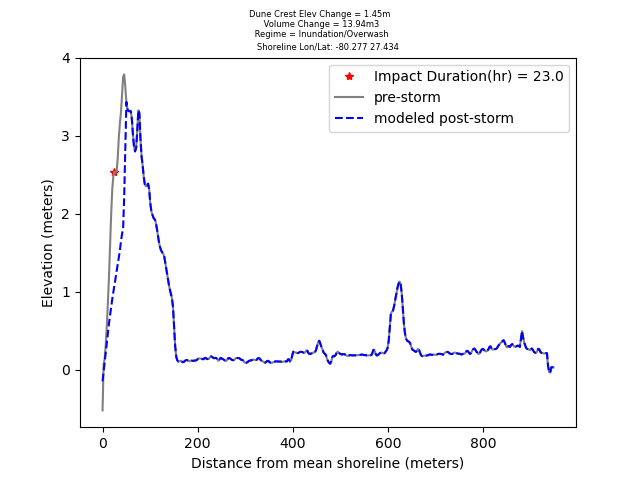 Dune Crest Elev Change = 1.45m
Volume Change = 13.94m3
Regime = Inundation/Overwash
Shoreline Lon/Lat: -80.277 27.434
Impact Duration(hr) = 23.0
pre-storm
modeled post-storm
Elevation (meters)
4
3
2
1
0
0 200 400 600 800
Distance from mean shoreline (meters)